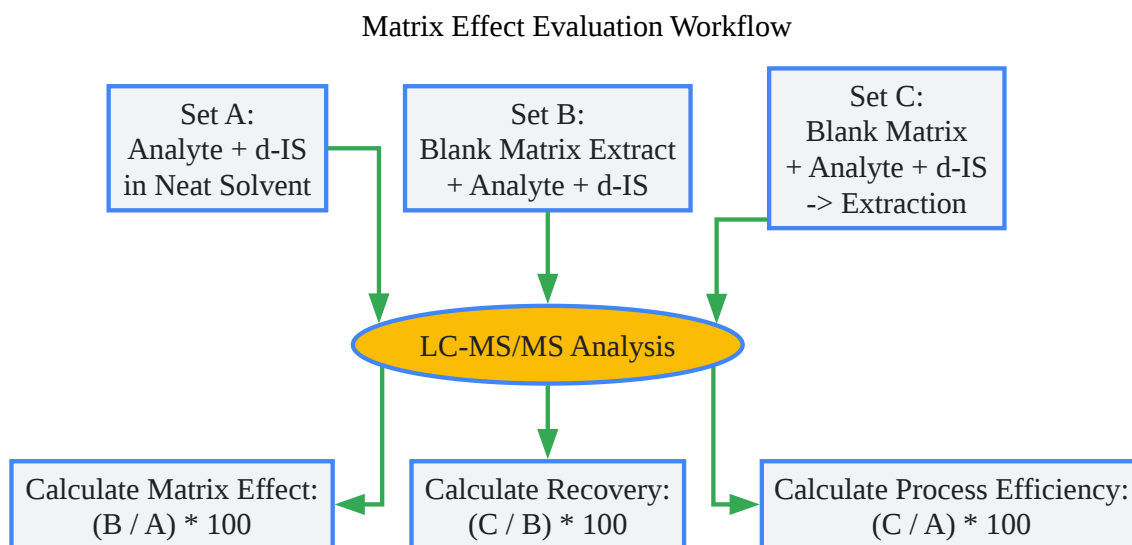 Matrix Effect Evaluation Workflow
Set A:
Analyte + d-IS
in Neat Solvent
Set B:
Blank Matrix Extract
+ Analyte + d-IS
Set C:
Blank Matrix
+ Analyte + d-IS
-> Extraction
LC-MS/MS Analysis
Calculate Matrix Effect:
(B / A) * 100
Calculate Recovery:
(C / B) * 100
Calculate Process Efficiency:
(C / A) * 100